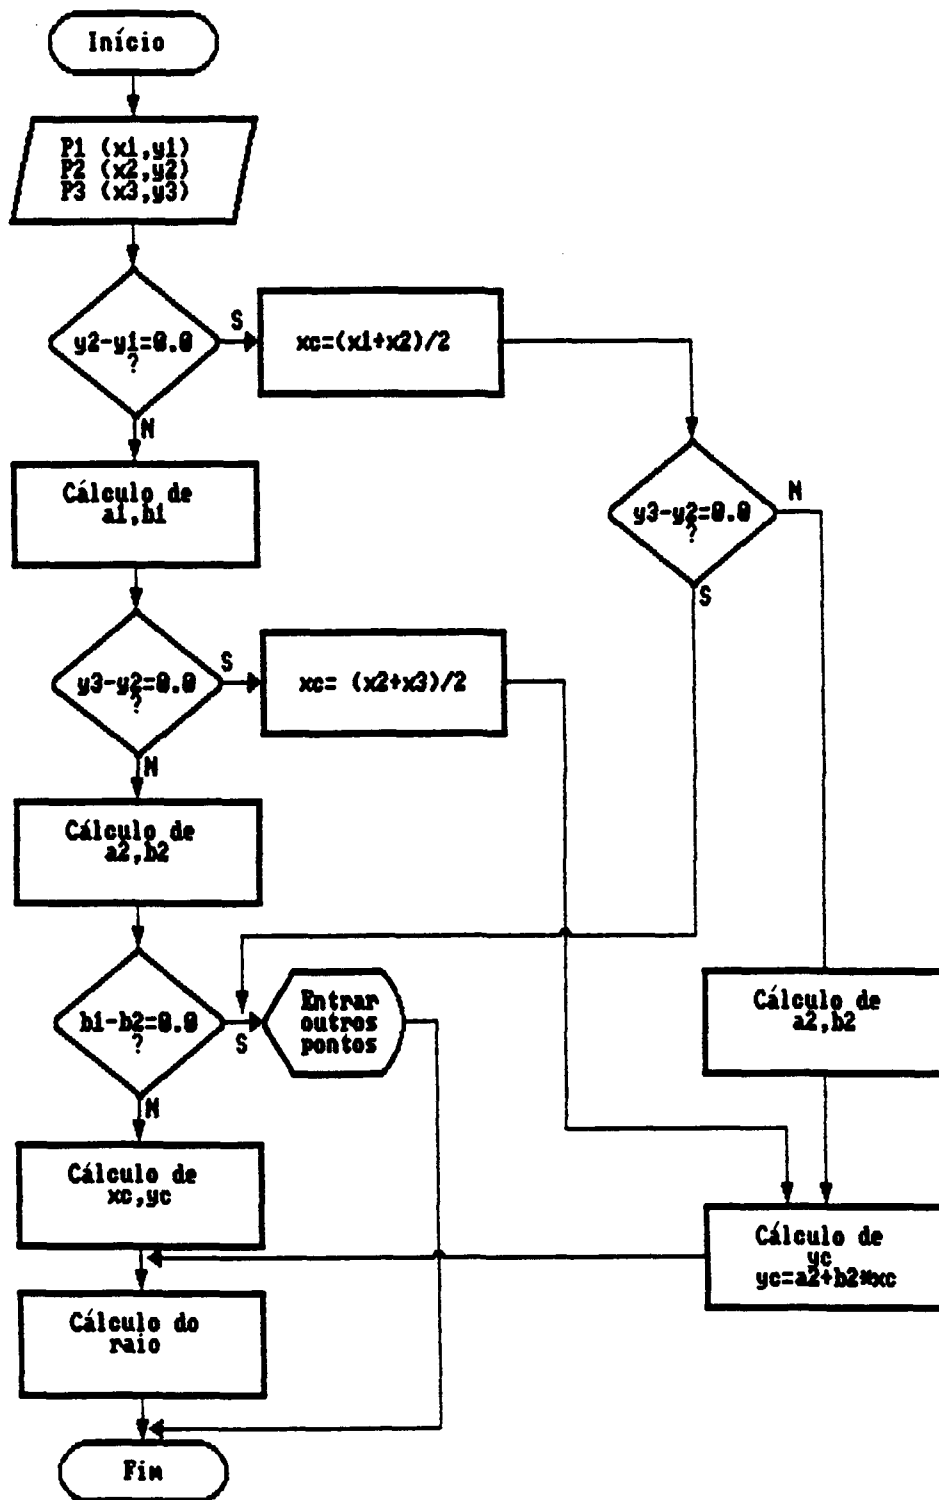 Início
P1 (x1,y1)
P2 (x2,y2)
P3 (x3,y3)
y2-y1=0.0
?
S
xc=(x1+x2)/2
N
Cálculo de
a1,b1
y3-y2=0.0
?
N
S
y3-y2=0.0
?
S
xc= (x2+x3)/2
N
Cálculo de
a2,b2
b1-b2=0.0
?
S
Entrar
outros
pontos
Cálculo de
a2,b2
N
Cálculo de
xc,yc
Cálculo de
yc
yc=a2+b2*xc
Cálculo do
raio
Fim